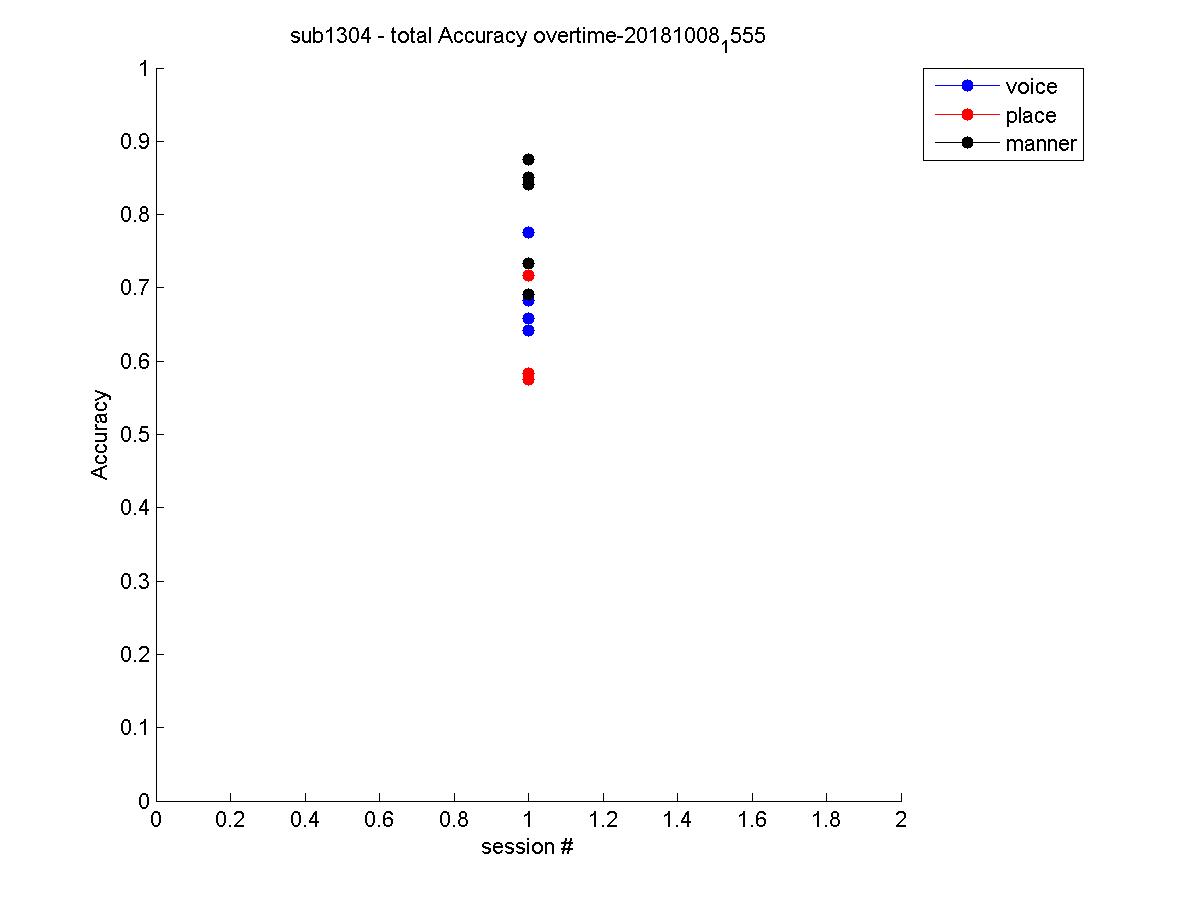 sub1304 - total Accuracy overtime-20181008₁555
voice
place
manner
1
0.9
0.8
0.7
0.6
0.5
0.4
0.3
0.2
0.1
0
Accuracy
0 0.2 0.4 0.6 0.8 1 1.2 1.4 1.6 1.8 2
session #